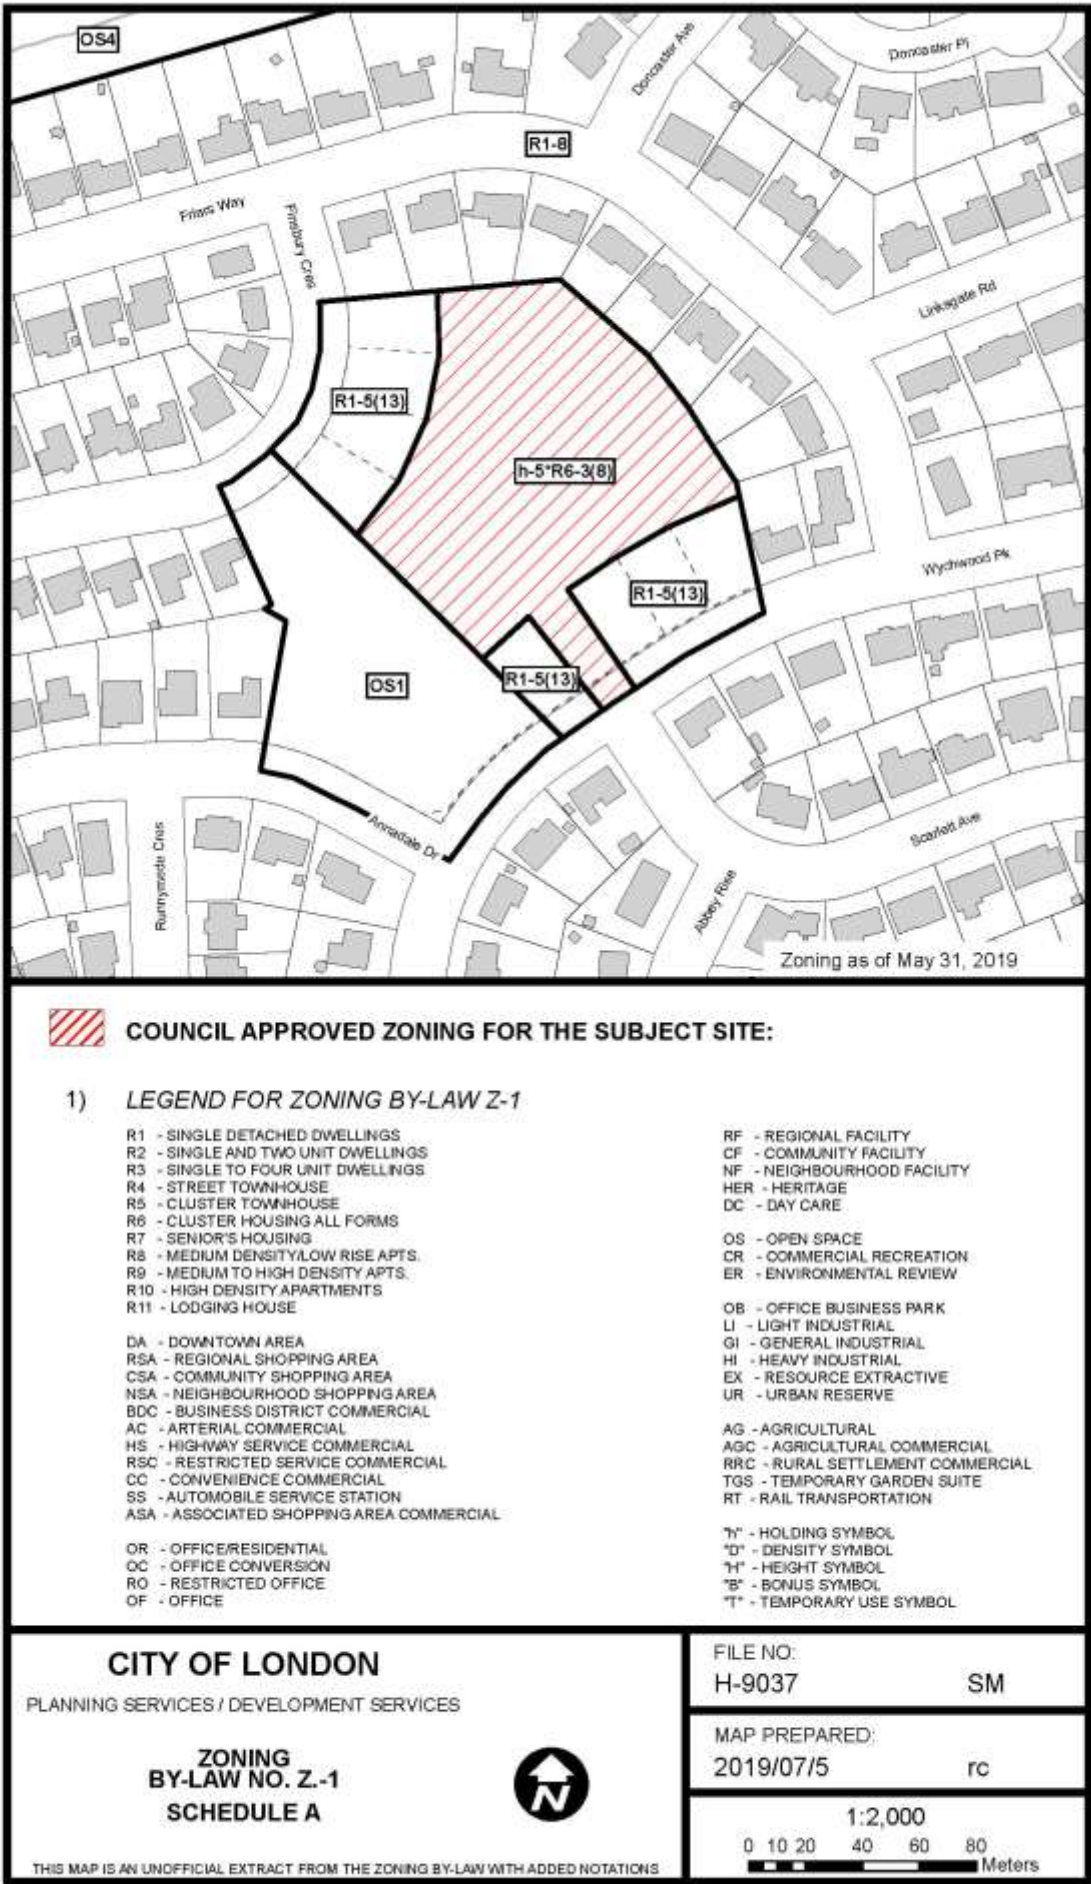 OS4
Doncaster Ave
Doncaster Pl
R1-8
Friars Way
Finsbury Cres
Linksgate Rd
R1-5(13)
h-5*R6-3(8)
Wychwood Pk
R1-5(13)
R1-5(13)
OS1
Annadale Dr
Scarlett Ave
Runnymede Cres
Abbey Rise
Zoning as of May 31, 2019
COUNCIL APPROVED ZONING FOR THE SUBJECT SITE:
1) LEGEND FOR ZONING BY-LAW Z-1
R1 - SINGLE DETACHED DWELLINGS
R2 - SINGLE AND TWO UNIT DWELLINGS
R3 - SINGLE TO FOUR UNIT DWELLINGS
R4 - STREET TOWNHOUSE
R5 - CLUSTER TOWNHOUSE
R6 - CLUSTER HOUSING ALL FORMS
R7 - SENIOR'S HOUSING
R8 - MEDIUM DENSITY/LOW RISE APTS.
R9 - MEDIUM TO HIGH DENSITY APTS.
R10 - HIGH DENSITY APARTMENTS
R11 - LODGING HOUSE
DA - DOWNTOWN AREA
RSA - REGIONAL SHOPPING AREA
CSA - COMMUNITY SHOPPING AREA
NSA - NEIGHBOURHOOD SHOPPING AREA
BDC - BUSINESS DISTRICT COMMERCIAL
AC - ARTERIAL COMMERCIAL
HS - HIGHWAY SERVICE COMMERCIAL
RSC - RESTRICTED SERVICE COMMERCIAL
CC - CONVENIENCE COMMERCIAL
SS - AUTOMOBILE SERVICE STATION
ASA - ASSOCIATED SHOPPING AREA COMMERCIAL
OR - OFFICE/RESIDENTIAL
OC - OFFICE CONVERSION
RO - RESTRICTED OFFICE
OF - OFFICE
RF - REGIONAL FACILITY
CF - COMMUNITY FACILITY
NF - NEIGHBOURHOOD FACILITY
HER - HERITAGE
DC - DAY CARE
OS - OPEN SPACE
CR - COMMERCIAL RECREATION
ER - ENVIRONMENTAL REVIEW
OB - OFFICE BUSINESS PARK
LI - LIGHT INDUSTRIAL
GI - GENERAL INDUSTRIAL
HI - HEAVY INDUSTRIAL
EX - RESOURCE EXTRACTIVE
UR - URBAN RESERVE
AG - AGRICULTURAL
AGC - AGRICULTURAL COMMERCIAL
RRC - RURAL SETTLEMENT COMMERCIAL
TGS - TEMPORARY GARDEN SUITE
RT - RAIL TRANSPORTATION
"h" - HOLDING SYMBOL
"D" - DENSITY SYMBOL
"H" - HEIGHT SYMBOL
"B" - BONUS SYMBOL
"T" - TEMPORARY USE SYMBOL
CITY OF LONDON
PLANNING SERVICES / DEVELOPMENT SERVICES
ZONING
BY-LAW NO. Z.-1
SCHEDULE A
N
THIS MAP IS AN UNOFFICIAL EXTRACT FROM THE ZONING BY-LAW WITH ADDED NOTATIONS
FILE NO:
H-9037 SM
MAP PREPARED:
2019/07/5 rc
1:2,000
0 10 20 40 60 80
Meters